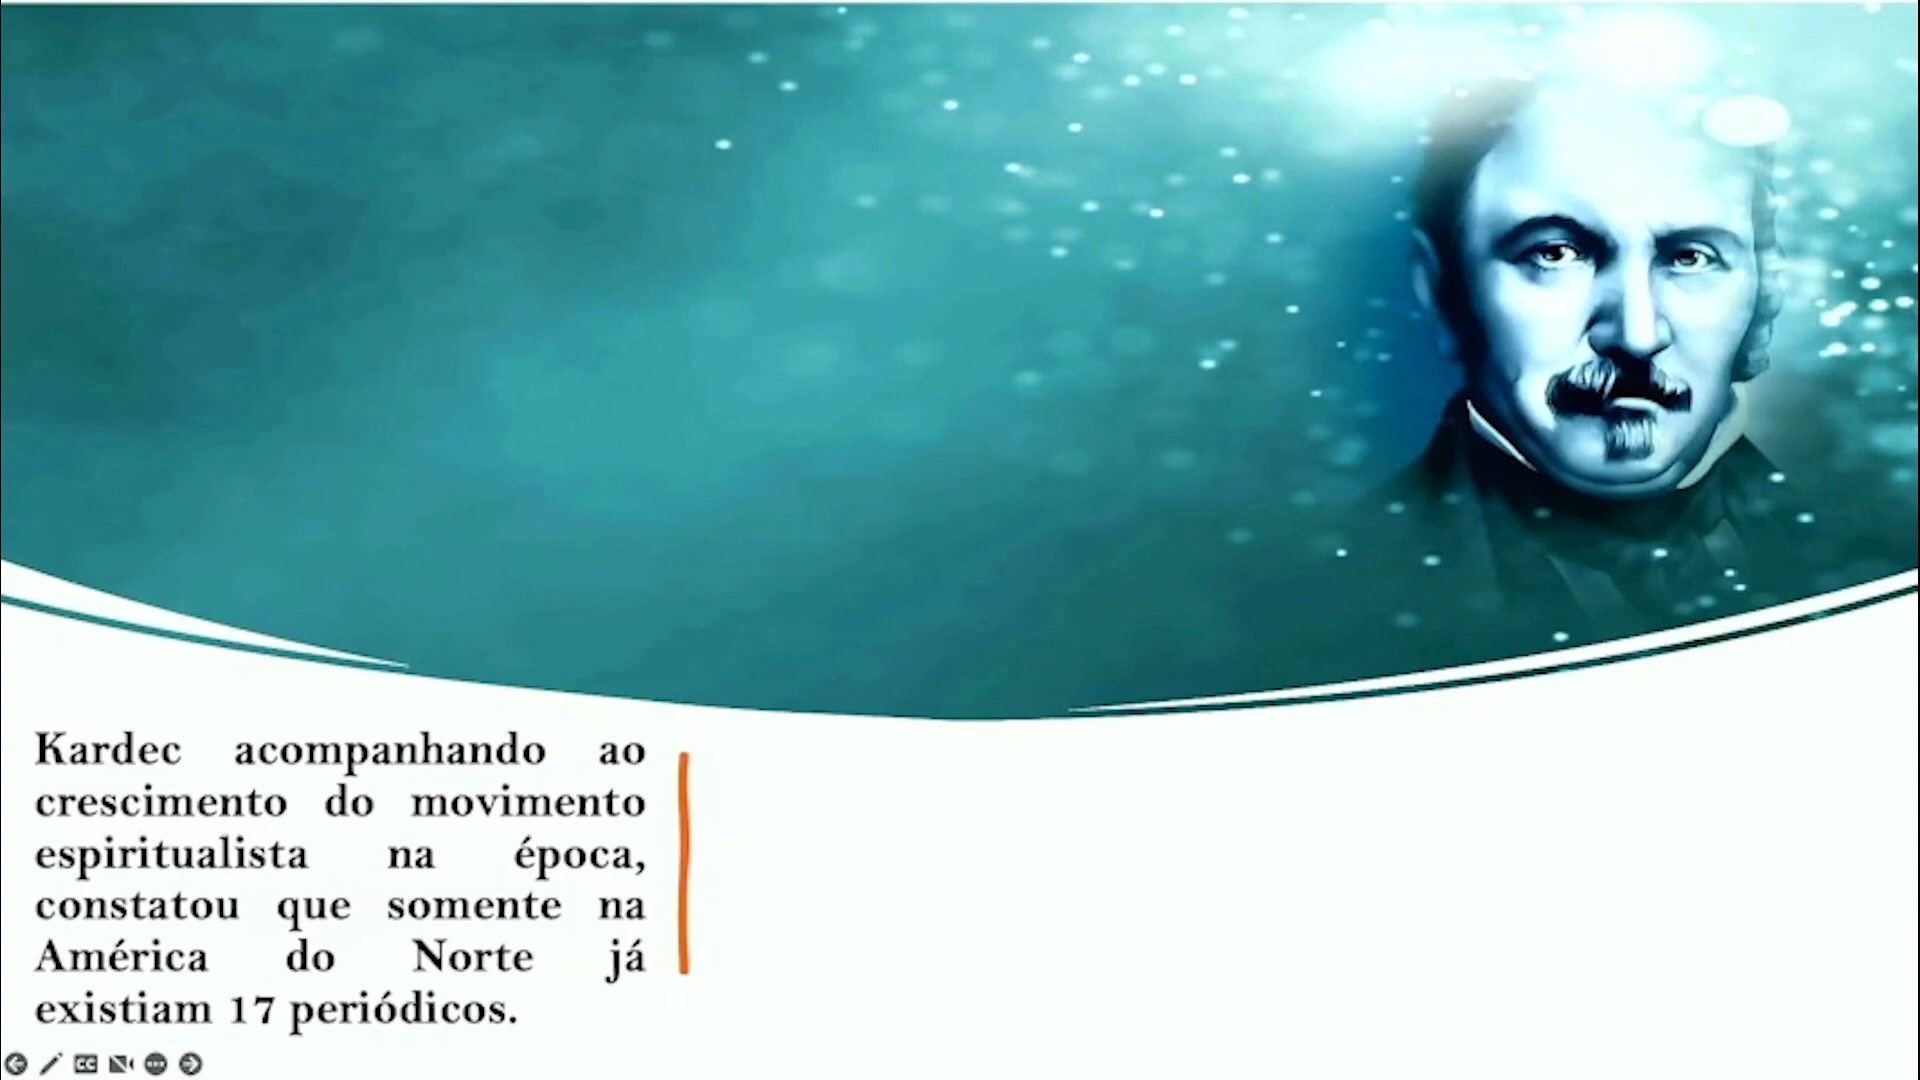 Kardec acompanhando ao
crescimento do movimento
espiritualista na época,
constatou que somente na
América do Norte já
existiam 17 periódicos.
CC